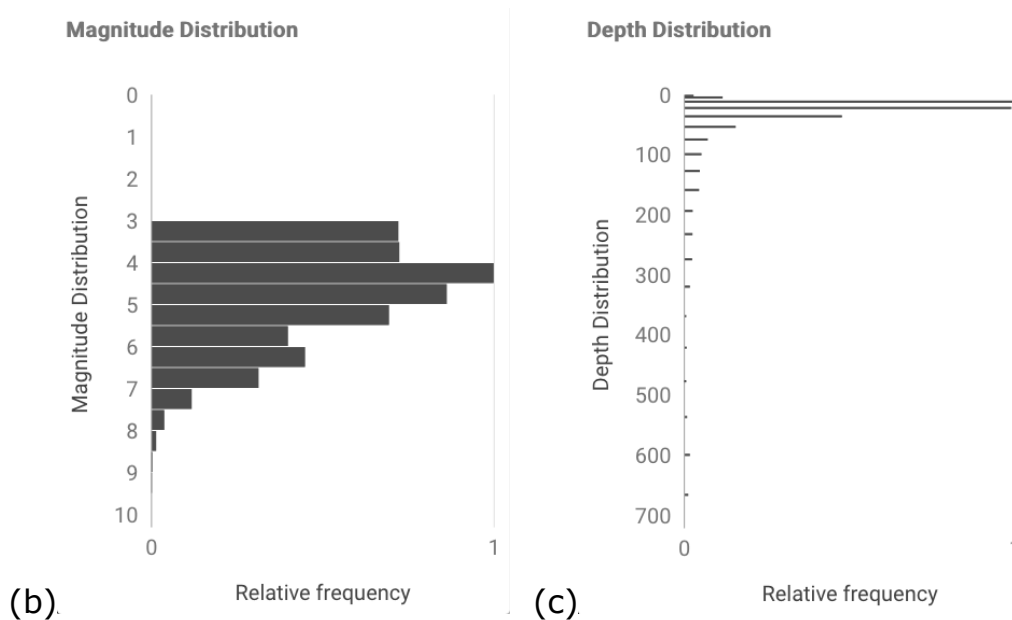 Magnitude Distribution
0
1
2
3
4
5
6
7
8
9
10
Magnitude Distribution
0
1
Relative frequency
(b).
Depth Distribution
0
100
200
300
400
500
600
700
Depth Distribution
0
Relative frequency
(c).